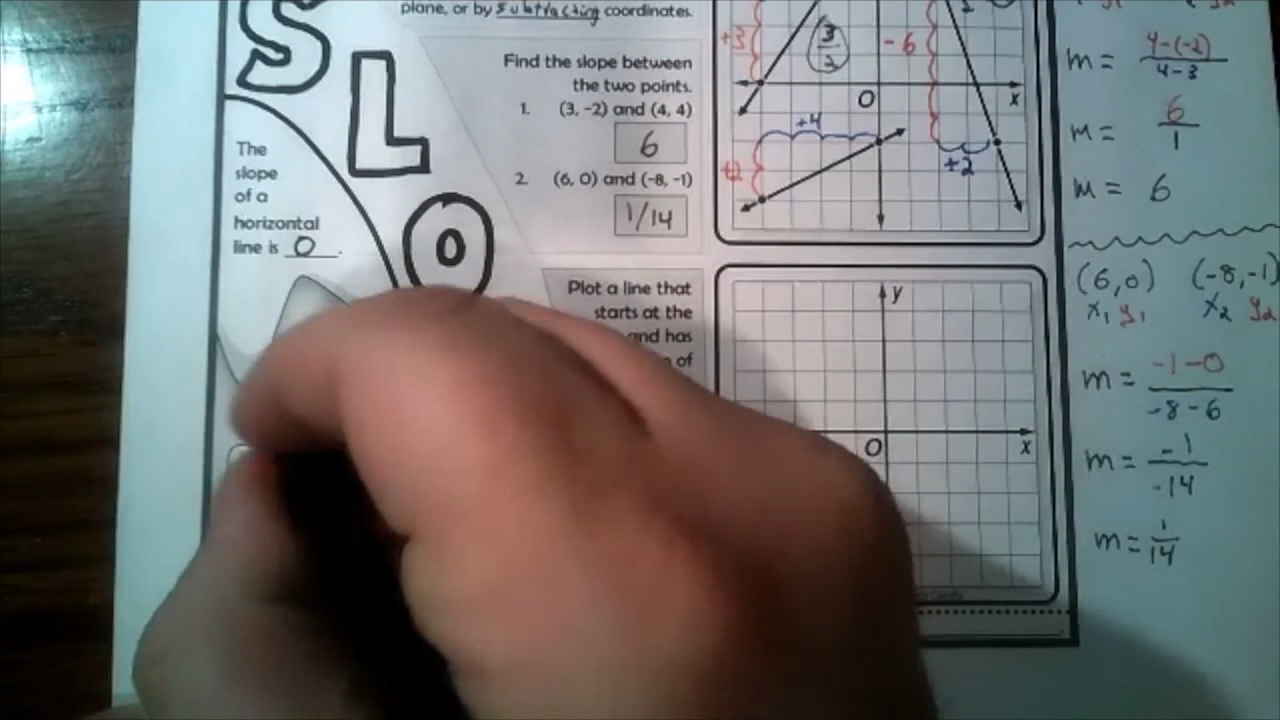 plane, or by subtracting coordinates.
S
L
O
The
slope
of a
horizontal
line is 0.
Find the slope between
the two points.
1. (3, -2) and (4, 4)
6
2. (6, 0) and (-8, -1)
1/14
Plot a line that
starts at the
and has
of
+3
3/2
-6
O
x
+4
+2
+2
y
O
x
m = 4-(-2)/4-3
m = 6/1
m = 6
(6,0) (-8,-1)
x1 y1 x2 y2
m = -1-0/-8-6
m = -1/-14
m = 1/14